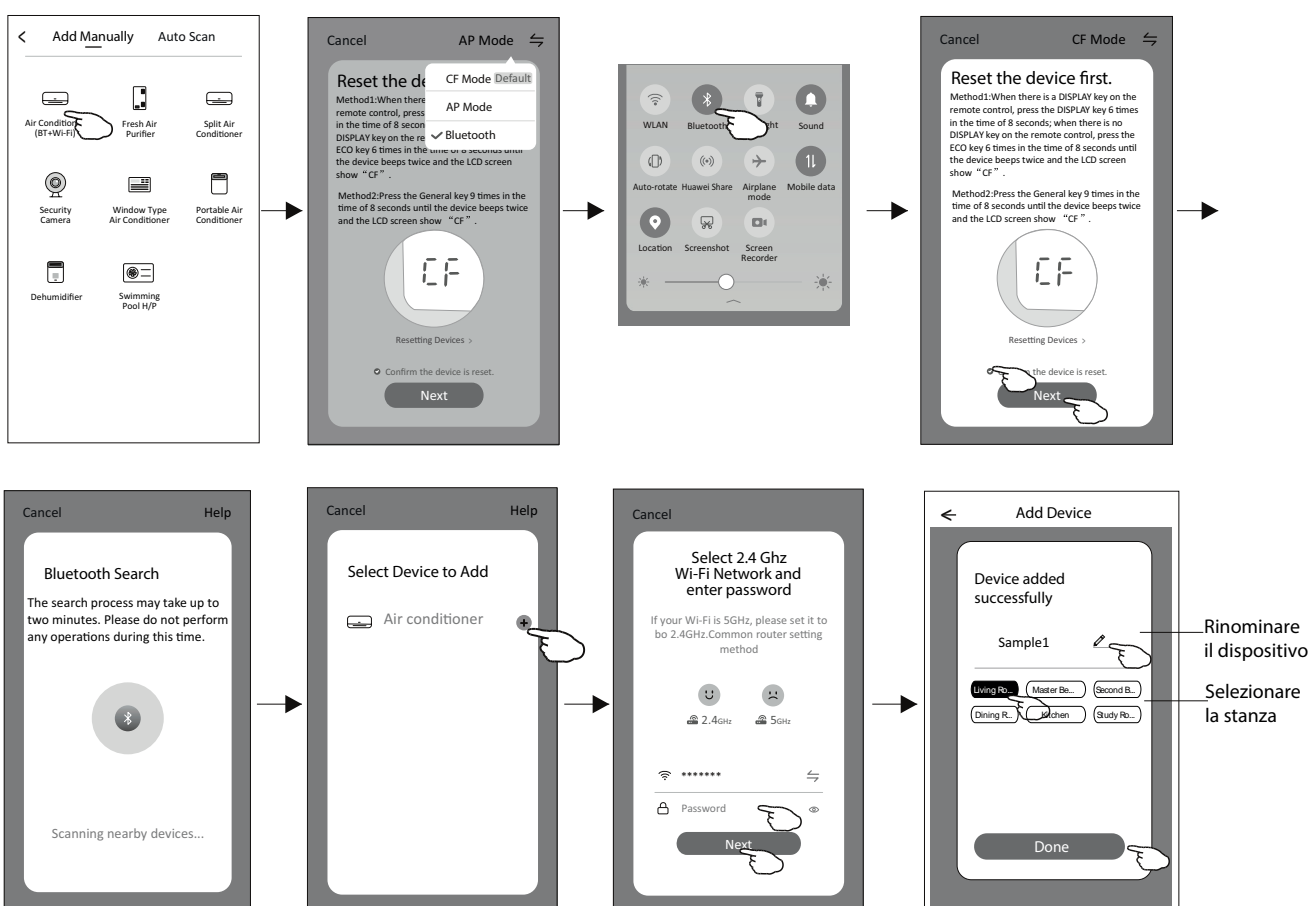 Add Manually Auto Scan
Air Condition
(BT+Wi-Fi)
Fresh Air
Purifier
Split Air
Conditioner
Security
Camera
Window Type
Air Conditioner
Portable Air
Conditioner
Dehumidifier
Swimming
Pool H/P
Cancel AP Mode
CF Mode Default
AP Mode
Bluetooth
Reset the de
Method1:When there
remote control, press
in the time of 8 secon
DISPLAY key on the re
ECO key 6 times in the time of 8 seconds until
the device beeps twice and the LCD screen
show “CF”.
Method2:Press the General key 9 times in the
time of 8 seconds until the device beeps twice
and the LCD screen show “CF”.
CF
Resetting Devices >
Confirm the device is reset.
Next
WLAN
Bluetooth
ht
Sound
Auto-rotate
Huawei Share
Airplane
mode
Mobile data
Location
Screenshot
Screen
Recorder
Cancel CF Mode
Reset the device first.
Method1:When there is a DISPLAY key on the
remote control, press the DISPLAY key 6 times
in the time of 8 seconds; when there is no
DISPLAY key on the remote control, press the
ECO key 6 times in the time of 8 seconds until
the device beeps twice and the LCD screen
show “CF”.
Method2:Press the General key 9 times in the
time of 8 seconds until the device beeps twice
and the LCD screen show “CF”.
CF
Resetting Devices >
the device is reset.
Next
Cancel Help
Bluetooth Search
The search process may take up to
two minutes. Please do not perform
any operations during this time.
Scanning nearby devices...
Cancel Help
Select Device to Add
Air conditioner
Cancel
Select 2.4 Ghz
Wi-Fi Network and
enter password
If your Wi-Fi is 5GHz, please set it to
bo 2.4GHz.Common router setting
method
2.4GHz 5GHz
*******
Password
Next
Add Device
Device added
successfully
Sample1
Living Ro... Master Be... Second B...
Dining R... Kitchen Study Ro...
Done
Rinominare
il dispositivo
Selezionare
la stanza